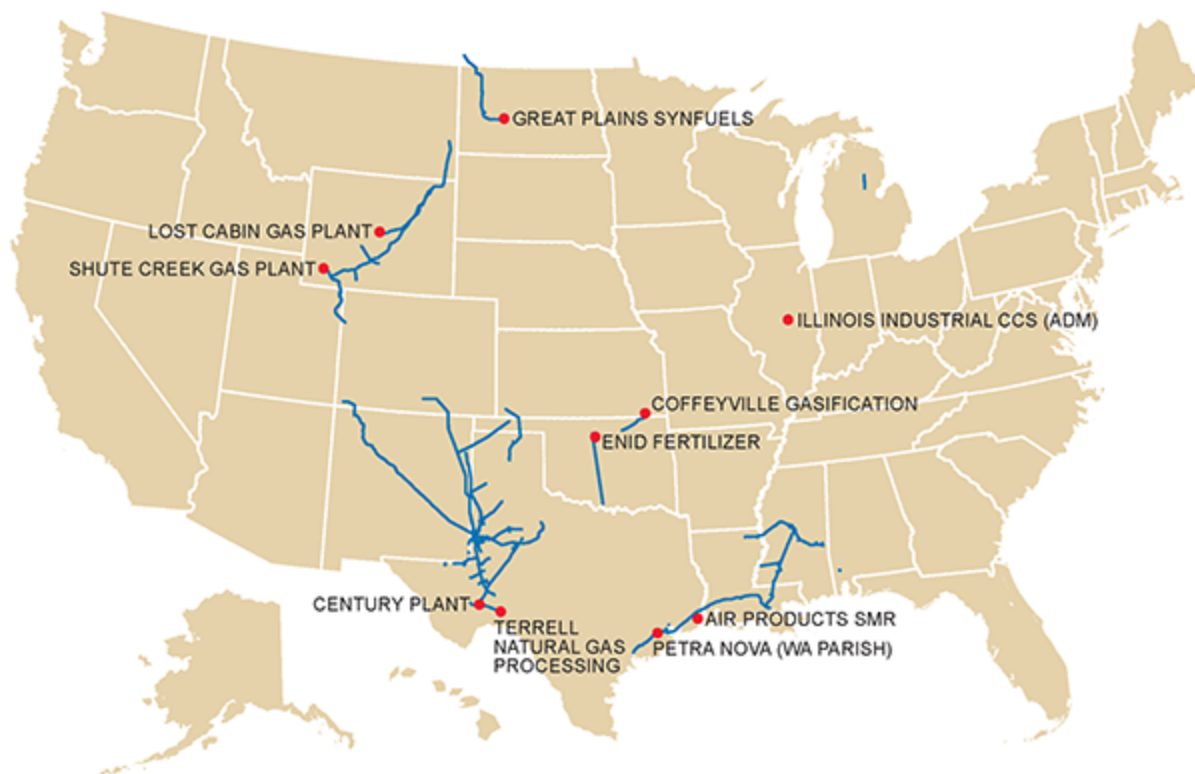 GREAT PLAINS SYNFUELS
LOST CABIN GAS PLANT
SHUTE CREEK GAS PLANT
ILLINOIS INDUSTRIAL CCS (ADM)
COFFEYVILLE GASIFICATION
ENID FERTILIZER
CENTURY PLANT
AIR PRODUCTS SMR
TERRELL
NATURAL GAS
PROCESSING
PETRA NOVA (WA PARISH)